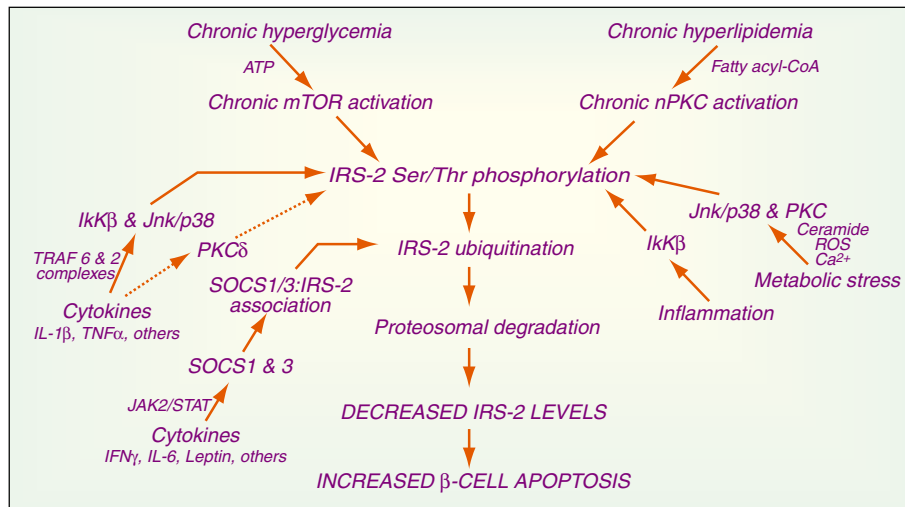 Chronic hyperglycemia
Chronic hyperlipidemia
ATP
Fatty acyl-CoA
Chronic mTOR activation
Chronic nPKC activation
IRS-2 Ser/Thr phosphorylation
IkKβ & Jnk/p38
Jnk/p38 & PKC
PKCδ
IRS-2 ubiquitination
IkKβ
Ceramide
ROS
Ca²⁺
TRAF 6 & 2
complexes
SOCS1/3:IRS-2
association
Metabolic stress
Cytokines
IL-1β, TNFα, others
Proteosomal degradation
Inflammation
SOCS1 & 3
JAK2/STAT
DECREASED IRS-2 LEVELS
Cytokines
IFNγ, IL-6, Leptin, others
INCREASED β-CELL APOPTOSIS